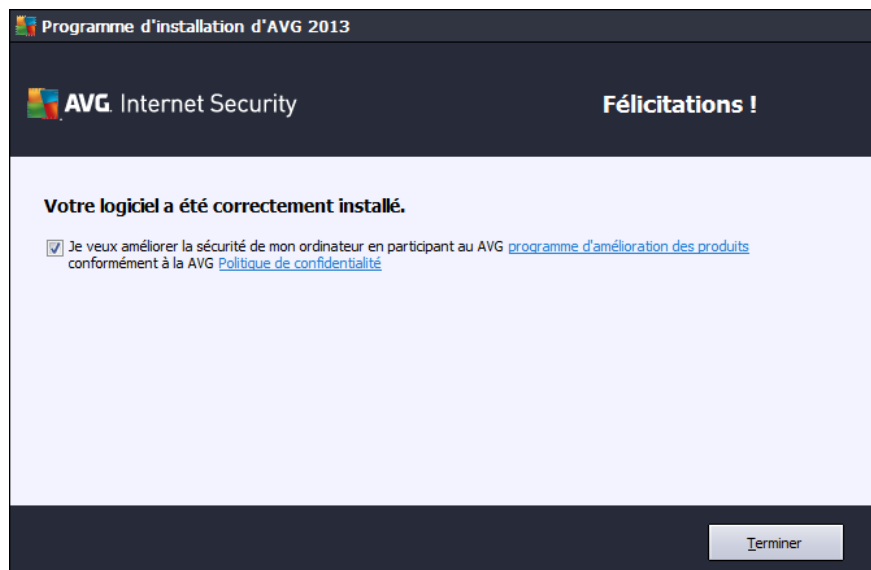 Programme d'installation d'AVG 2013
AVG. Internet Security
Félicitations !
Votre logiciel a été correctement installé.
Je veux améliorer la sécurité de mon ordinateur en participant au AVG programme d'amélioration des produits
conformément à la AVG Politique de confidentialité
Terminer